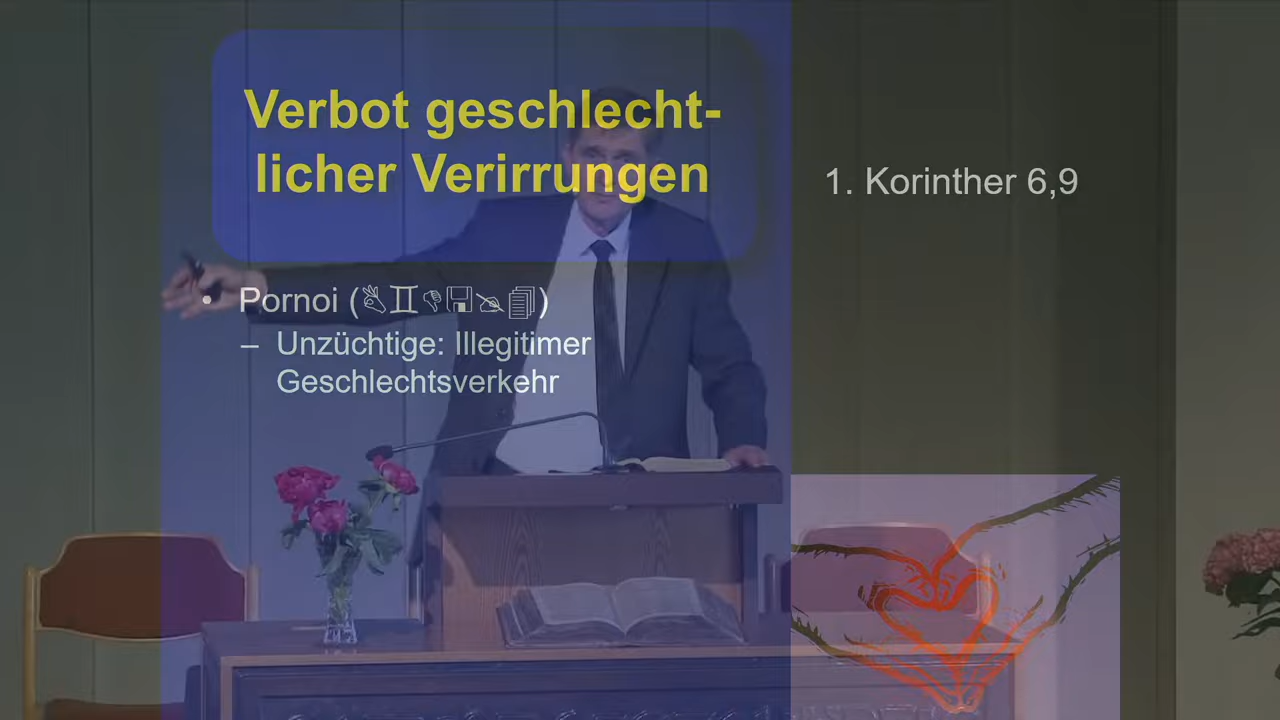 Verbot geschlecht-
licher Verirrungen
1. Korinther 6,9
• Pornoi (👌︎♊︎👎︎💾︎✁︎🗐︎)
– Unzüchtige: Illegitimer
Geschlechtsverkehr